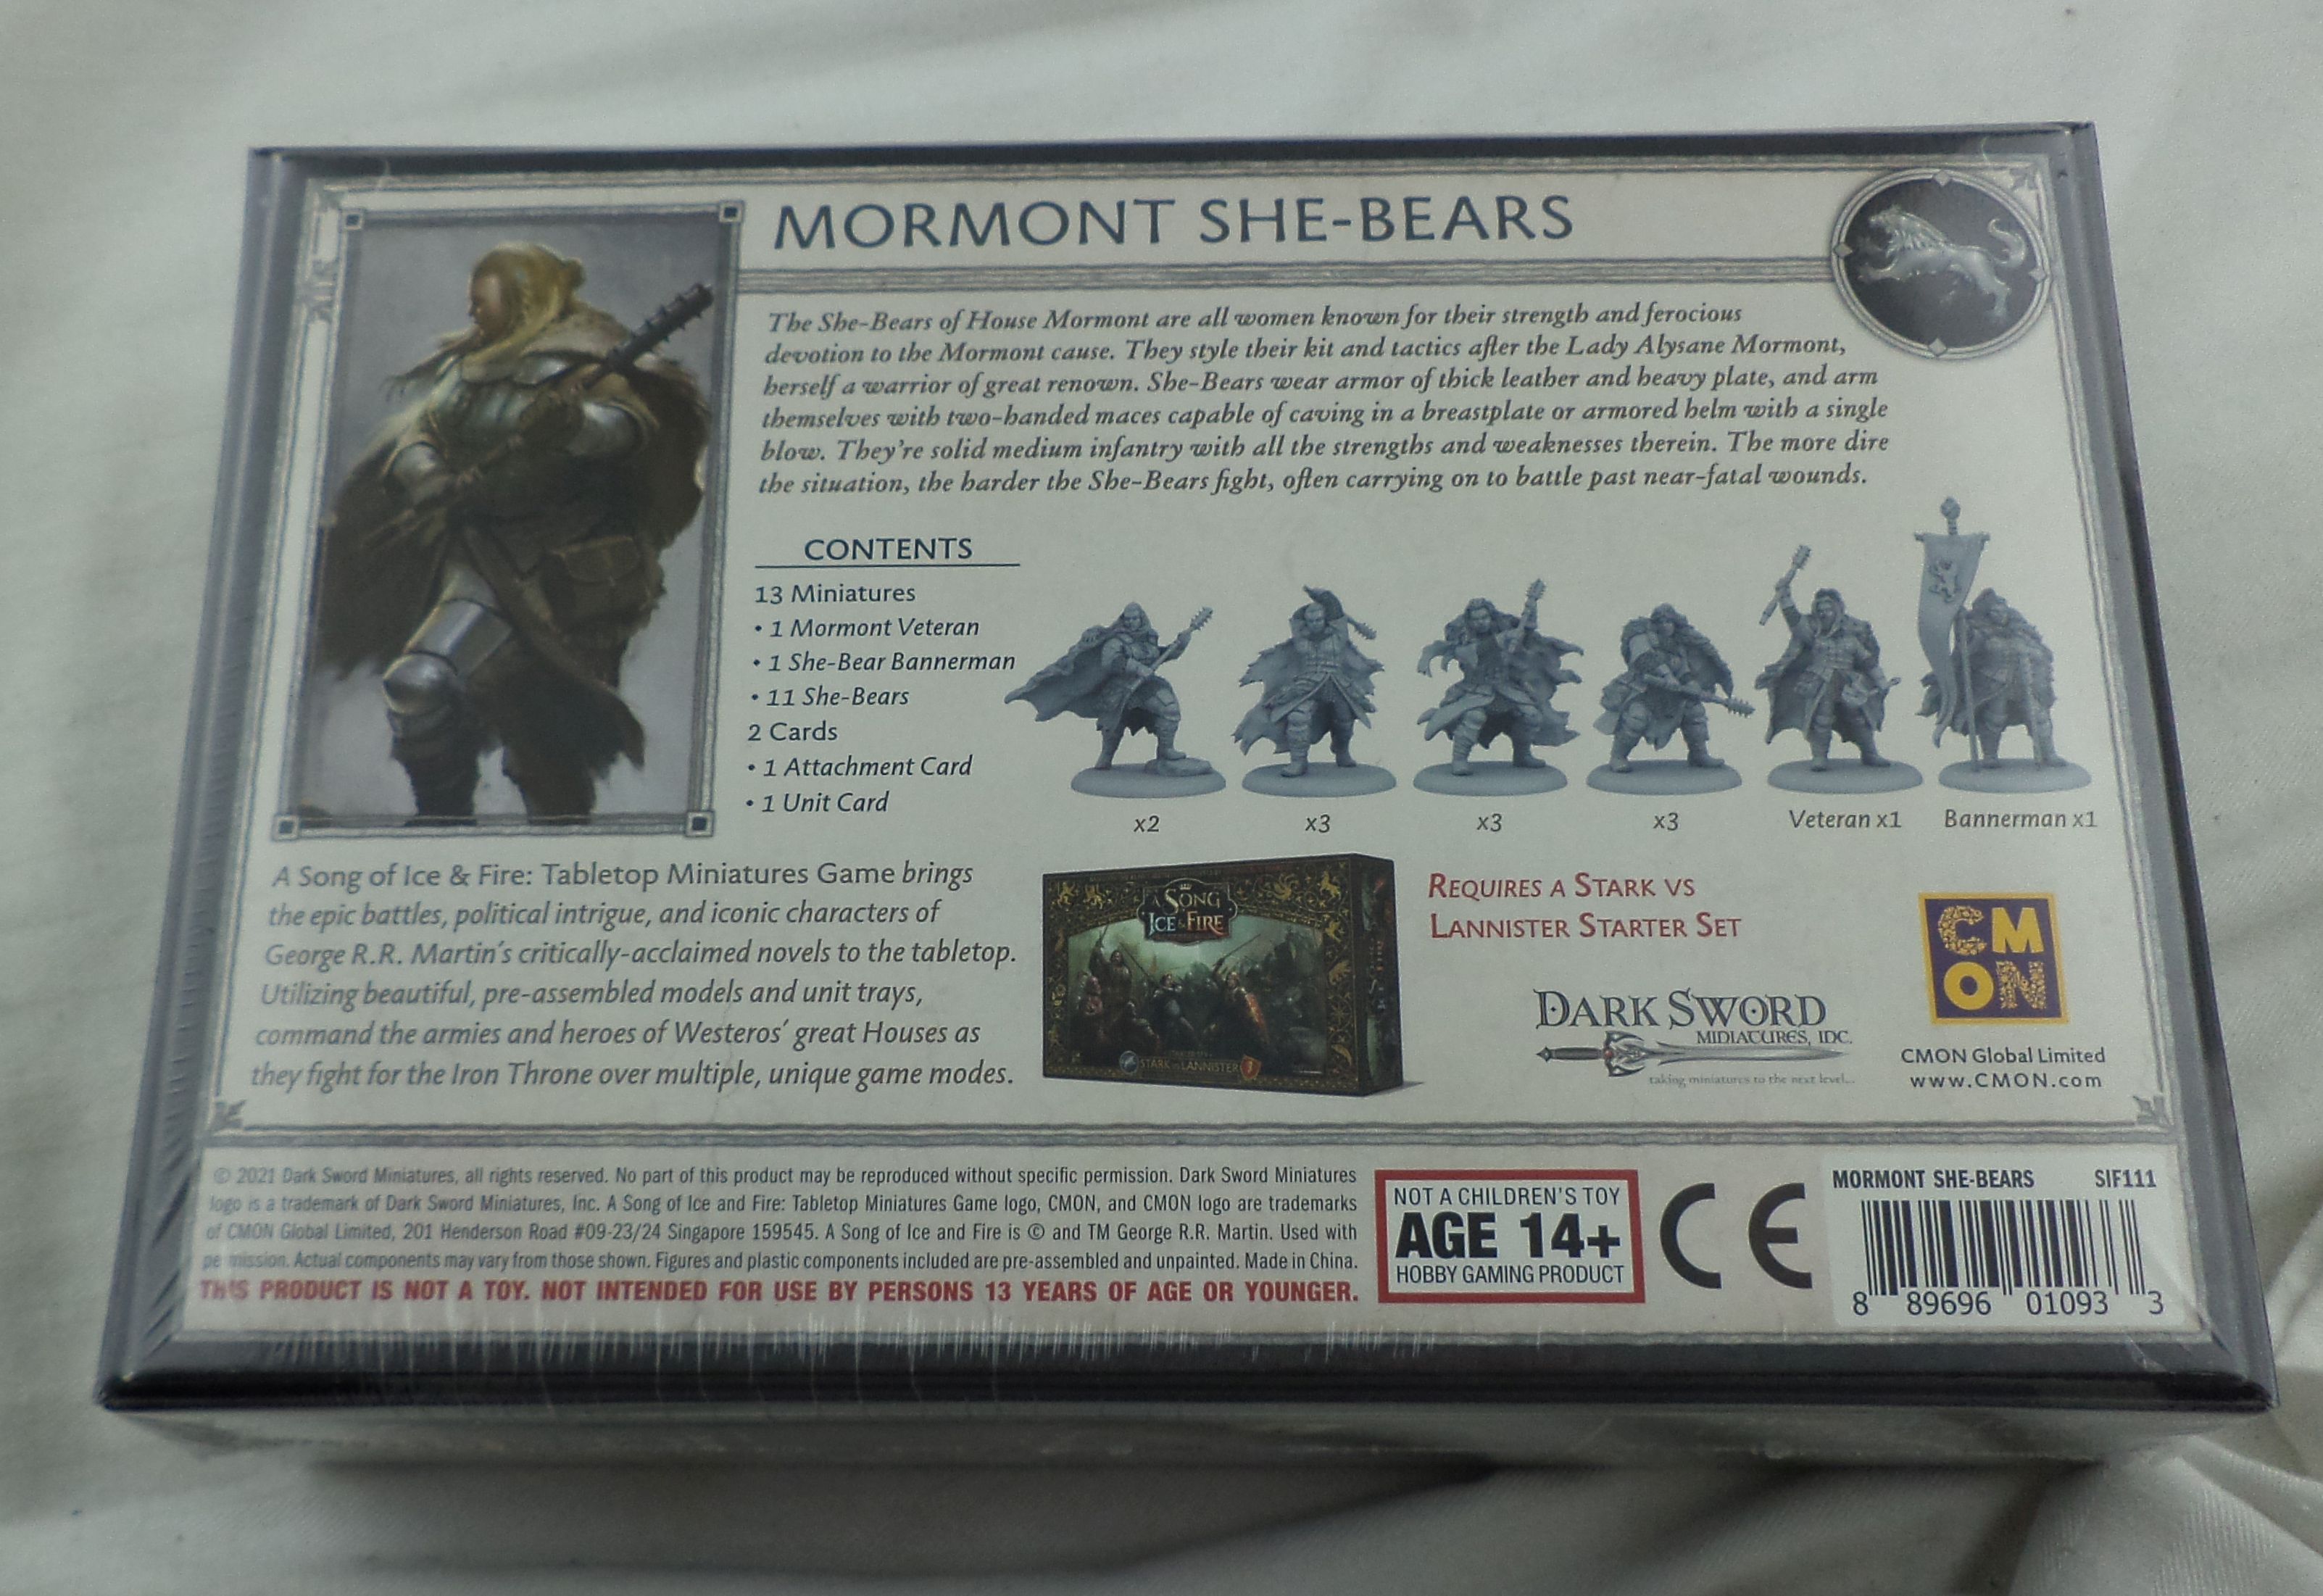 MORMONT SHE-BEARS
The She-Bears of House Mormont are all women known for their strength and ferocious
devotion to the Mormont cause. They style their kit and tactics after the Lady Alysane Mormont,
herself a warrior of great renown. She-Bears wear armor of thick leather and heavy plate, and arm
themselves with two-handed maces capable of caving in a breastplate or armored helm with a single
blow. They're solid medium infantry with all the strengths and weaknesses therein. The more dire
the situation, the harder the She-Bears fight, often carrying on to battle past near-fatal wounds.
CONTENTS
13 Miniatures
• 1 Mormont Veteran
• 1 She-Bear Bannerman
• 11 She-Bears
2 Cards
• 1 Attachment Card
• 1 Unit Card
x2 x3 x3 x3 Veteran x1 Bannerman x1
A Song of Ice & Fire: Tabletop Miniatures Game brings
the epic battles, political intrigue, and iconic characters of
George R.R. Martin's critically-acclaimed novels to the tabletop.
Utilizing beautiful, pre-assembled models and unit trays,
command the armies and heroes of Westeros' great Houses as
they fight for the Iron Throne over multiple, unique game modes.
A SONG
OF
ICE & FIRE
STARK VS LANNISTER
REQUIRES A STARK VS
LANNISTER STARTER SET
DARK SWORD
MINIATURES, INC.
taking miniatures to the next level...
CM
ON
CMON Global Limited
www.CMON.com
© 2021 Dark Sword Miniatures, all rights reserved. No part of this product may be reproduced without specific permission. Dark Sword Miniatures
logo is a trademark of Dark Sword Miniatures, Inc. A Song of Ice and Fire: Tabletop Miniatures Game logo, CMON, and CMON logo are trademarks
of CMON Global Limited, 201 Henderson Road #09-23/24 Singapore 159545. A Song of Ice and Fire is © and TM George R.R. Martin. Used with
permission. Actual components may vary from those shown. Figures and plastic components included are pre-assembled and unpainted. Made in China.
THIS PRODUCT IS NOT A TOY. NOT INTENDED FOR USE BY PERSONS 13 YEARS OF AGE OR YOUNGER.
NOT A CHILDREN'S TOY
AGE 14+
HOBBY GAMING PRODUCT
CE
MORMONT SHE-BEARS SIF111
8 89696 01093 3